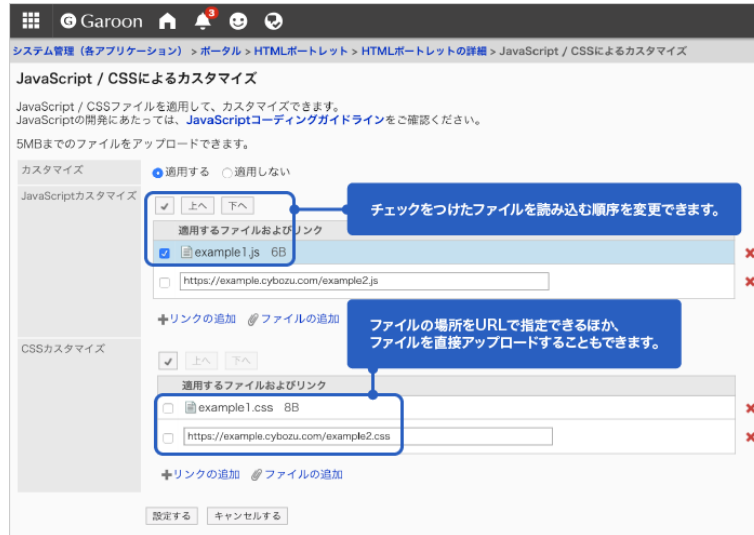 Garoon
3
システム管理（各アプリケーション） > ポータル > HTMLポートレット > HTMLポートレットの詳細 > JavaScript / CSSによるカスタマイズ
JavaScript / CSSによるカスタマイズ
JavaScript / CSSファイルを適用して、カスタマイズできます。
JavaScriptの開発にあたっては、JavaScriptコーディングガイドラインをご確認ください。
5MBまでのファイルをアップロードできます。
カスタマイズ
適用する 適用しない
JavaScriptカスタマイズ
上へ 下へ
チェックをつけたファイルを読み込む順序を変更できます。
適用するファイルおよびリンク
example1.js 6B
https://example.cybozu.com/example2.js
リンクの追加 ファイルの追加
ファイルの場所をURLで指定できるほか、
ファイルを直接アップロードすることもできます。
CSSカスタマイズ
上へ 下へ
適用するファイルおよびリンク
example1.css 8B
https://example.cybozu.com/example2.css
リンクの追加 ファイルの追加
設定する キャンセルする